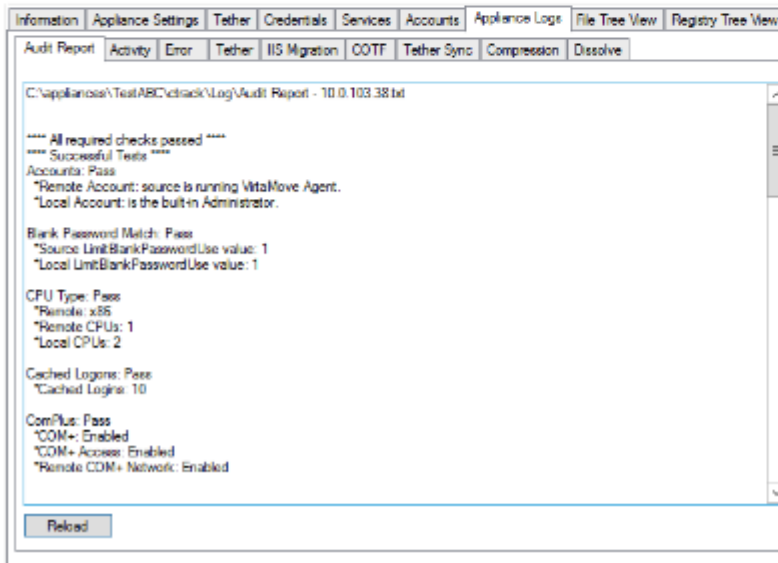 Information Appliance Settings Tether Credentials Services Accounts Appliance Logs File Tree View Registry Tree View
Audit Report Activity Error Tether IIS Migration COTF Tether Sync Compression Dissolve
C:\appliances\TestABC\ctrack\Log\Audit Report - 10.0.103.38.txt
**** All required checks passed ****
**** Successful Tests ****
Accounts: Pass
*Remote Account: source is running VirtaMove Agent.
*Local Account: is the built-in Administrator.
Blank Password Match: Pass
*Source LimitBlankPasswordUse value: 1
*Local LimitBlankPasswordUse value: 1
CPU Type: Pass
*Remote: x86
*Remote CPUs: 1
*Local CPUs: 2
Cached Logons: Pass
*Cached Logins: 10
ComPlus: Pass
*COM+: Enabled
*COM+ Access: Enabled
*Remote COM+ Network: Enabled
Reload